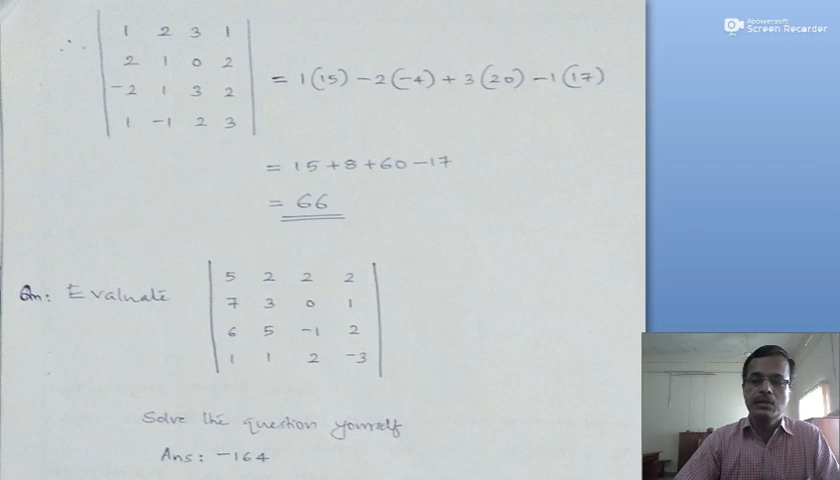 Apowersoft
Screen Recorder
∴ | 1 2 3 1 |
| 2 1 0 2 | = 1(15) - 2(-4) + 3(20) - 1(17)
| -2 1 3 2 |
| 1 -1 2 3 |
= 15 + 8 + 60 - 17
= 66
Qn: Evaluate | 5 2 2 2 |
| 7 3 0 1 |
| 6 5 -1 2 |
| 1 1 2 -3 |
Solve the question yourself
Ans: -164